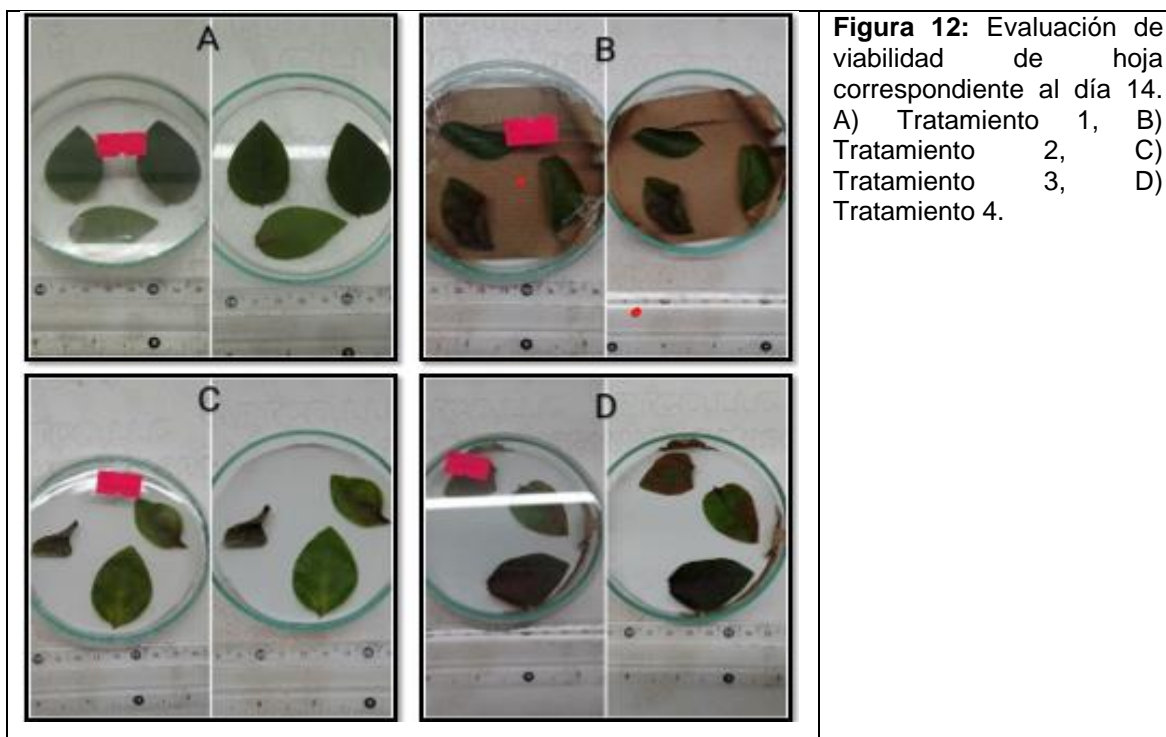 A
B
C
D
Figura 12: Evaluación de
viabilidad de hoja
correspondiente al día 14.
A) Tratamiento 1, B)
Tratamiento 2, C)
Tratamiento 3, D)
Tratamiento 4.